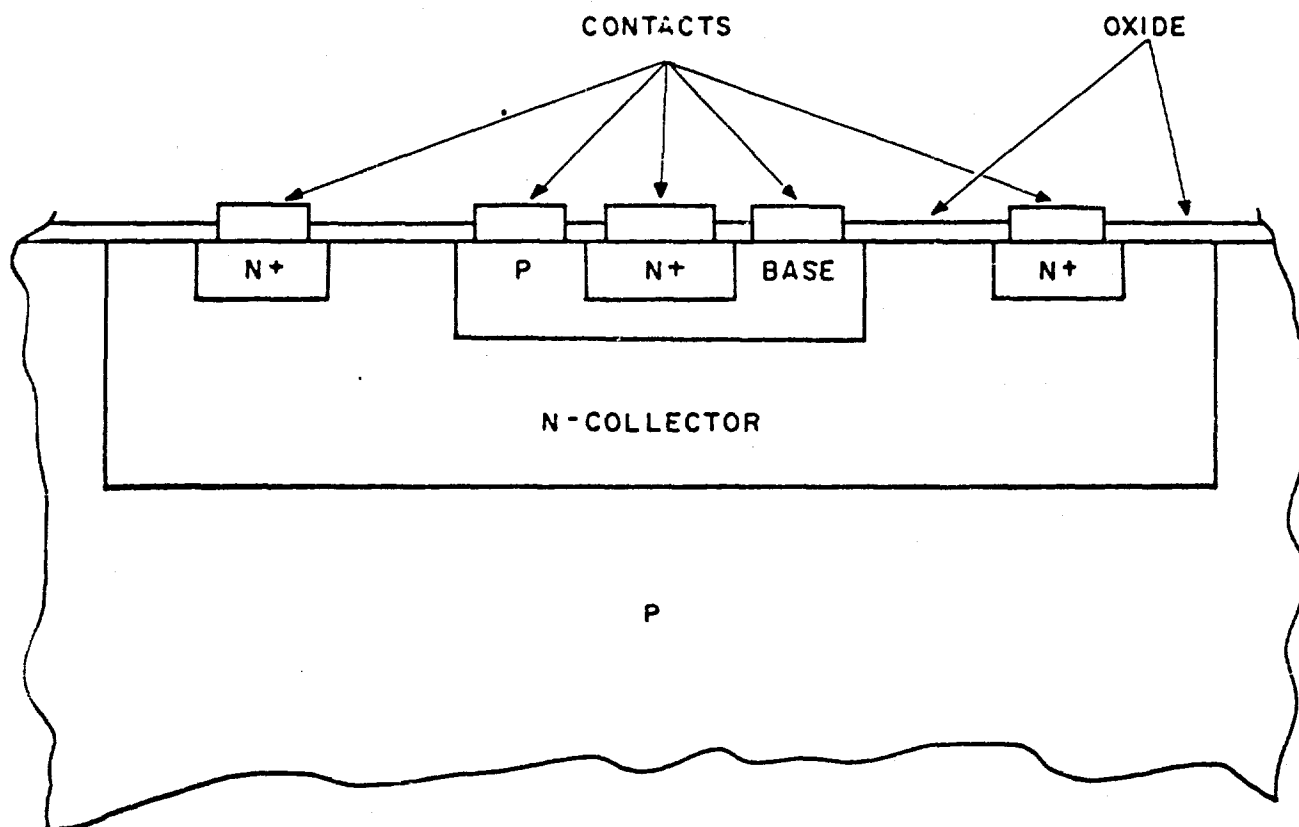 CONTACTS OXIDE
N+ P N+ BASE N+
N-COLLECTOR
P